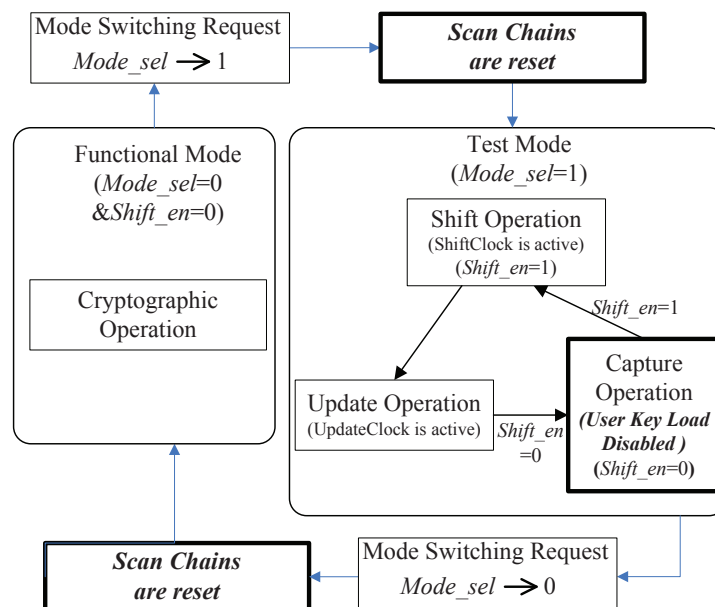 Mode Switching Request
Mode_sel → 1
Scan Chains
are reset
Functional Mode
(Mode_sel=0
&Shift_en=0)
Cryptographic
Operation
Test Mode
(Mode_sel=1)
Shift Operation
(ShiftClock is active)
(Shift_en=1)
Shift_en=1
Update Operation
(UpdateClock is active)
Shift_en
=0
Capture
Operation
(User Key Load
Disabled )
(Shift_en=0)
Scan Chains
are reset
Mode Switching Request
Mode_sel → 0